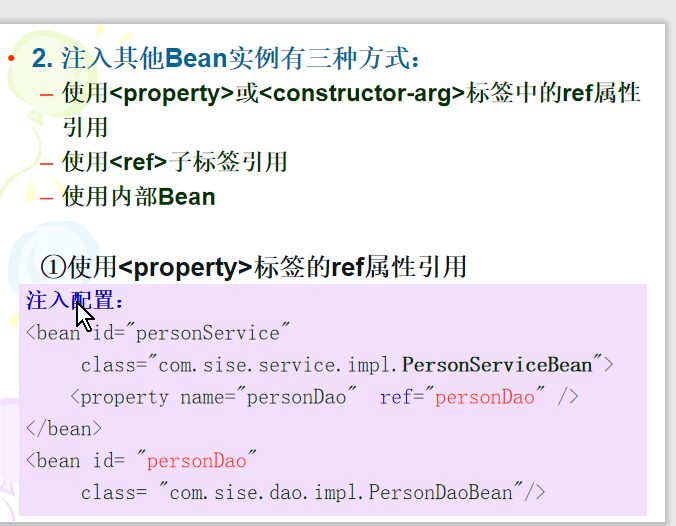 • 2. 注入其他Bean实例有三种方式：
– 使用<property>或<constructor-arg>标签中的ref属性
引用
– 使用<ref>子标签引用
– 使用内部Bean
①使用<property>标签的ref属性引用
注入配置：
<bean id="personService"
class="com.sise.service.impl.PersonServiceBean">
<property name="personDao" ref="personDao" />
</bean>
<bean id= "personDao"
class= "com.sise.dao.impl.PersonDaoBean"/>